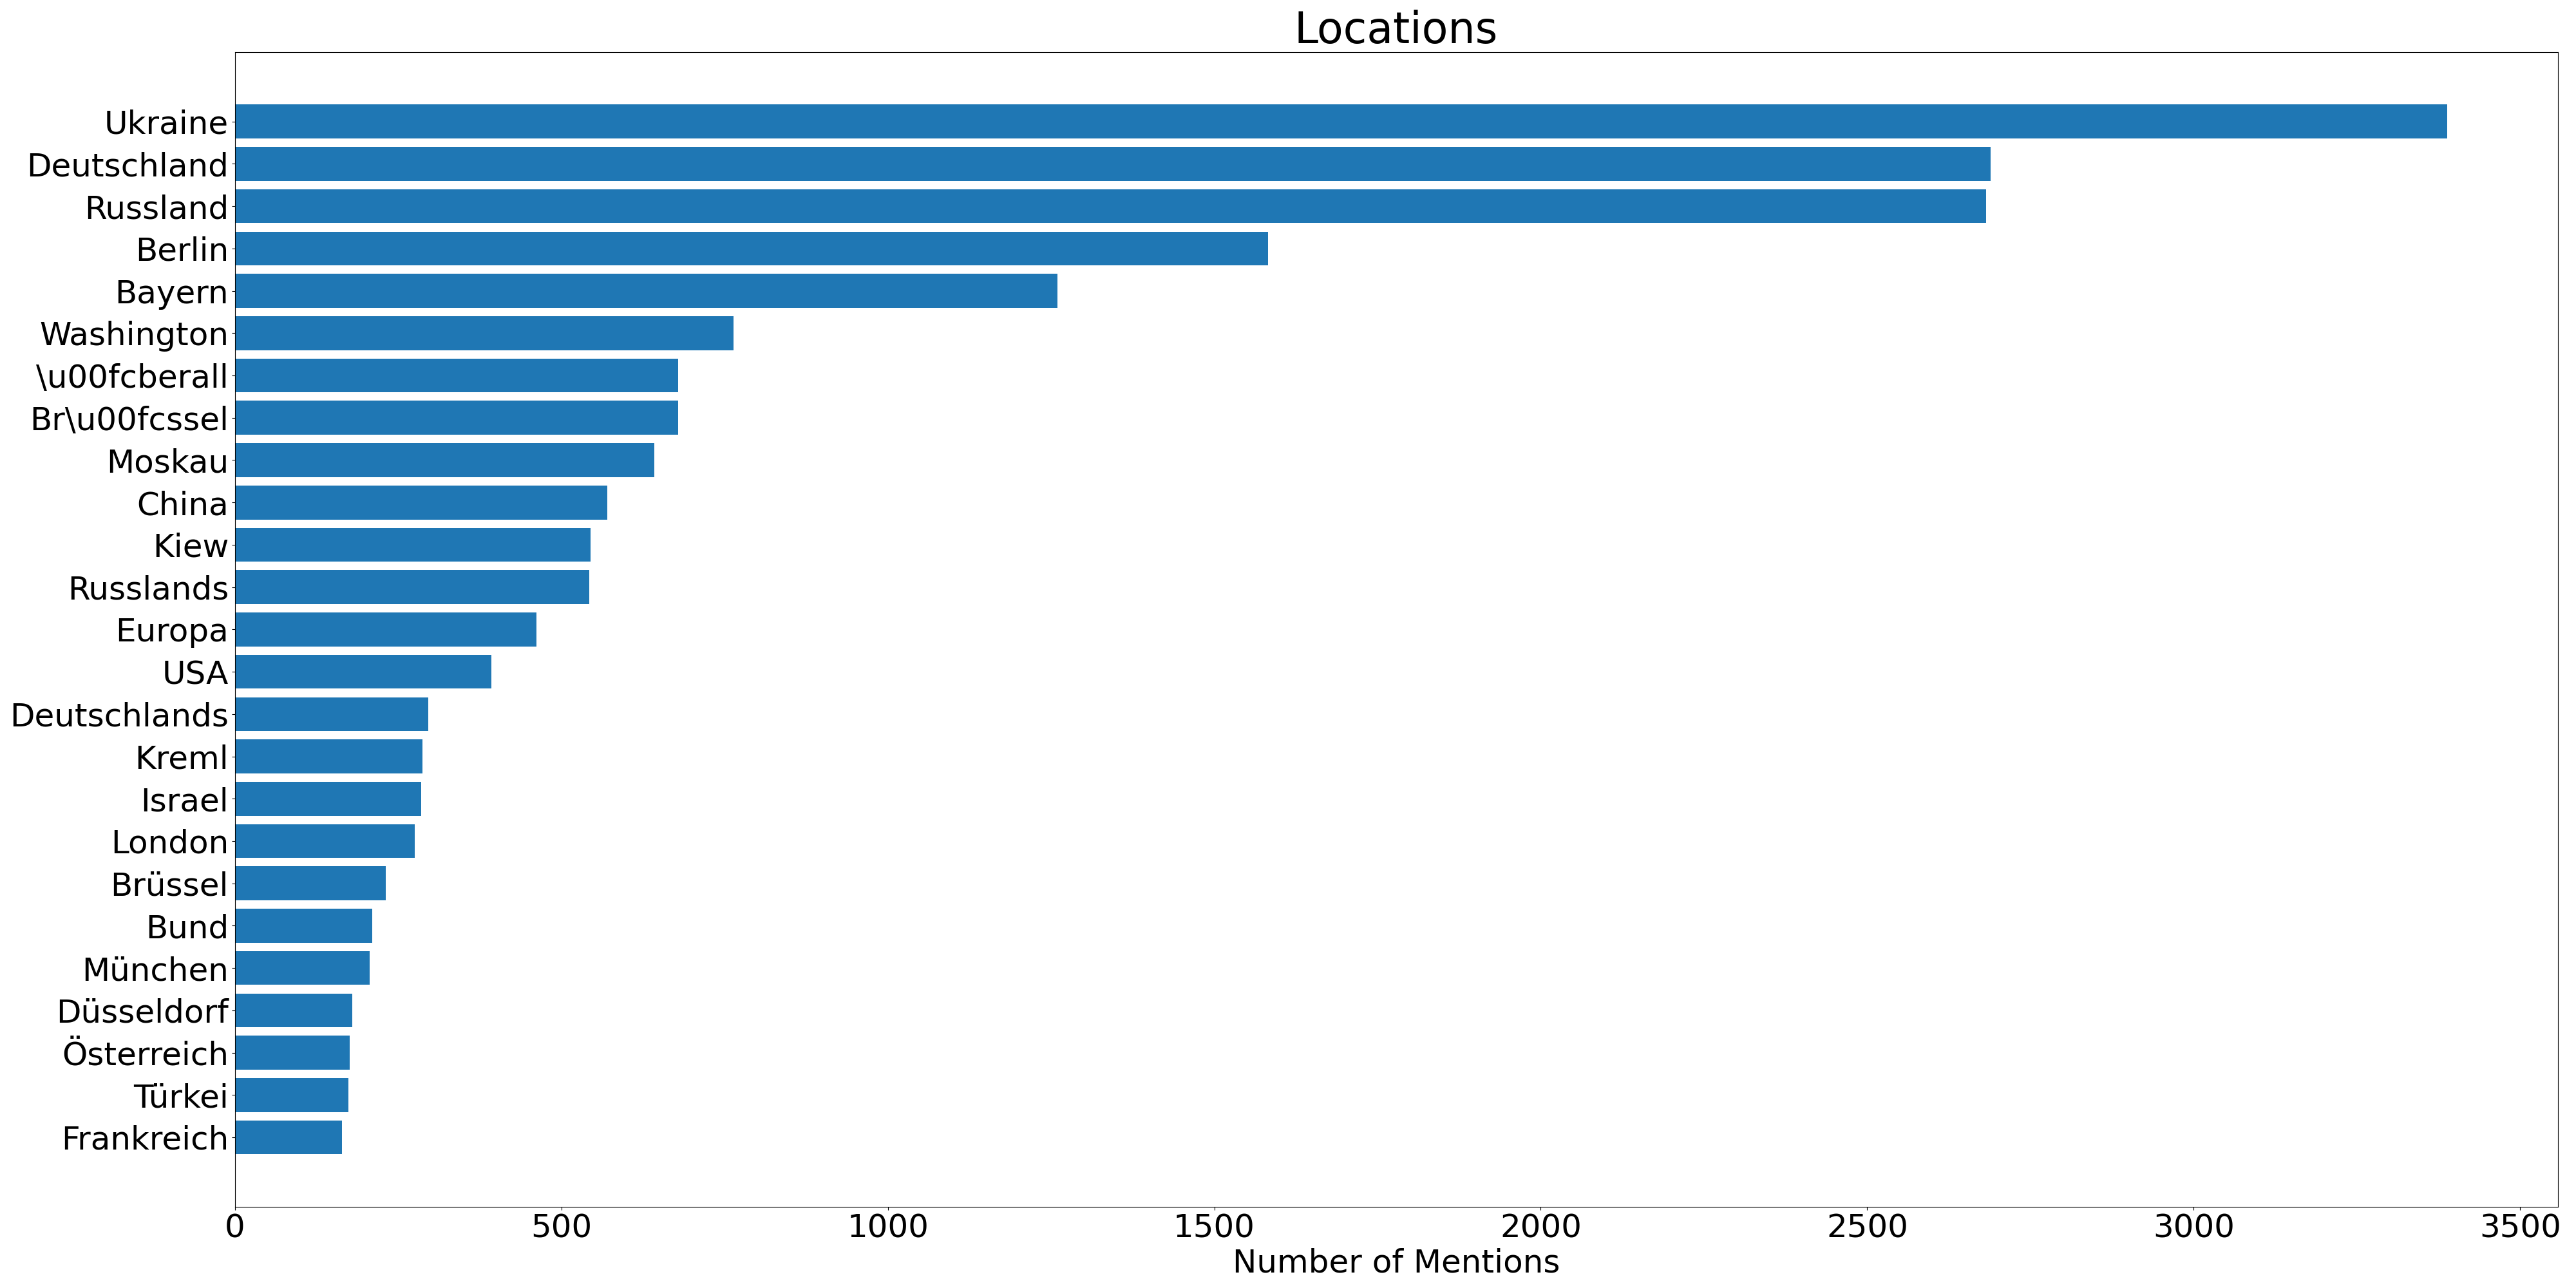 Locations
Ukraine
Deutschland
Russland
Berlin
Bayern
Washington
\u00fcberall
Br\u00fcssel
Moskau
China
Kiew
Russlands
Europa
USA
Deutschlands
Kreml
Israel
London
Brüssel
Bund
München
Düsseldorf
Österreich
Türkei
Frankreich
0 500 1000 1500 2000 2500 3000 3500
Number of Mentions